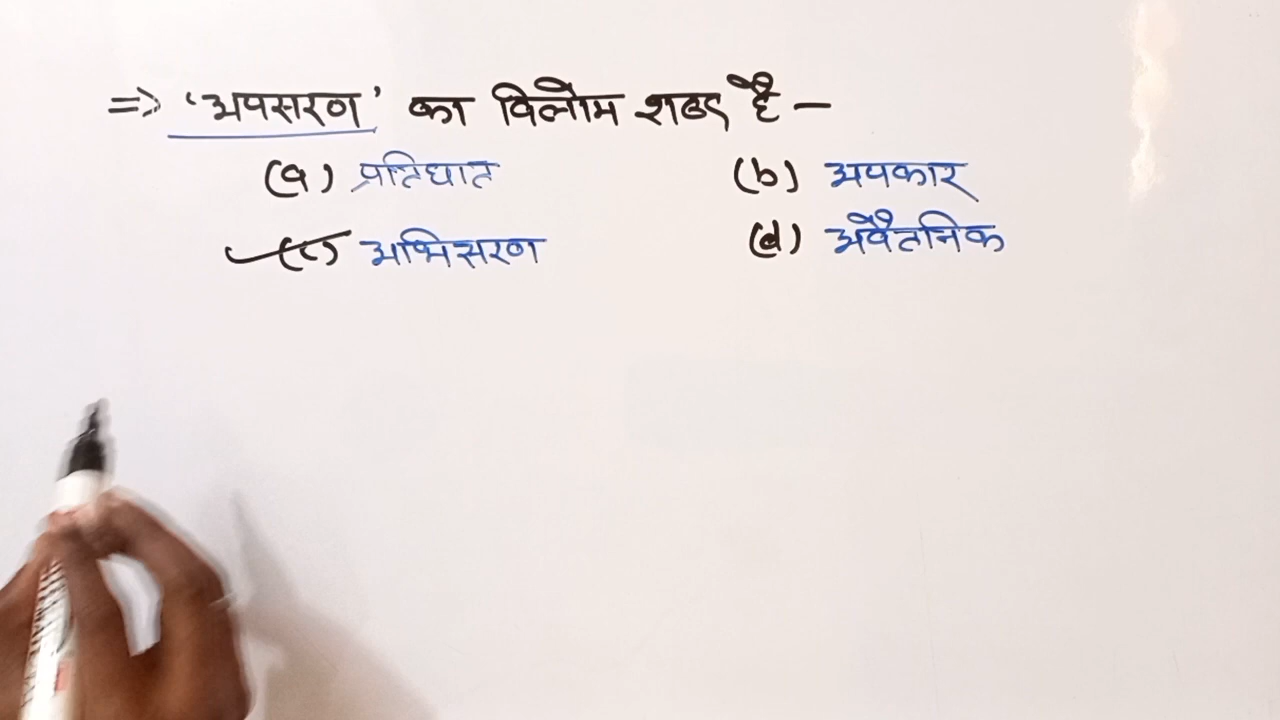 => 'अपसरण' का विलोम शब्द है –
(a) प्रतिघात (b) अपकार
(c) अभिसरण (d) अवैतनिक